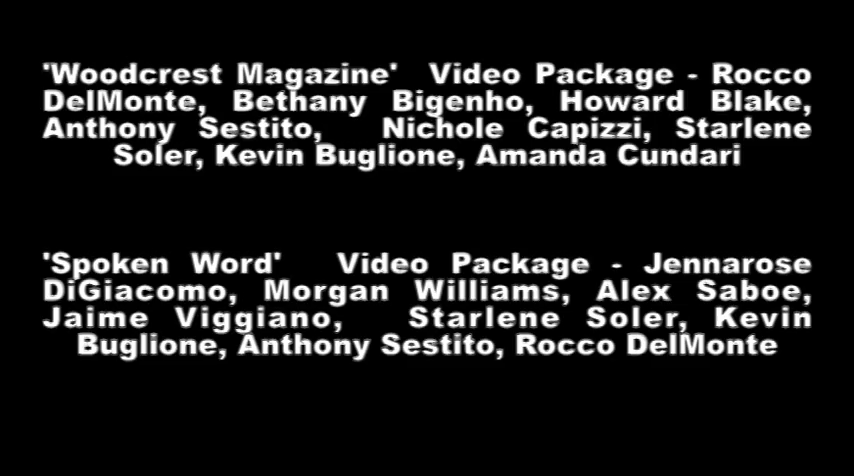 'Woodcrest Magazine' Video Package - Rocco
DelMonte, Bethany Bigenho, Howard Blake,
Anthony Sestito, Nichole Capizzi, Starlene
Soler, Kevin Buglione, Amanda Cundari
'Spoken Word' Video Package - Jennarose
DiGiacomo, Morgan Williams, Alex Saboe,
Jaime Viggiano, Starlene Soler, Kevin
Buglione, Anthony Sestito, Rocco DelMonte